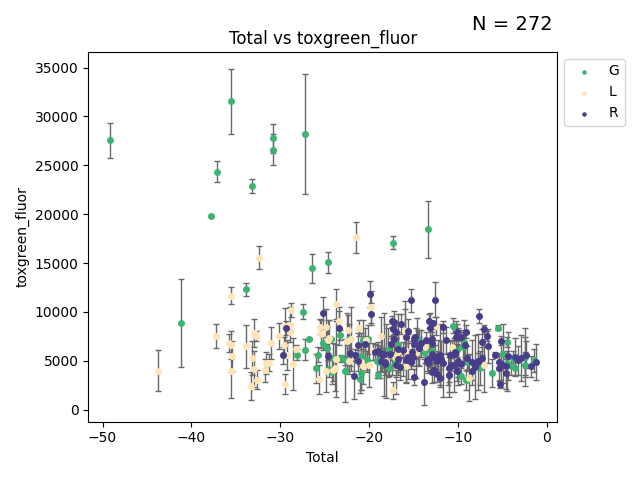 N = 272
Total vs toxgreen_fluor
35000
30000
25000
20000
15000
10000
5000
0
toxgreen_fluor
−50
−40
−30
−20
−10
0
Total
G
L
R